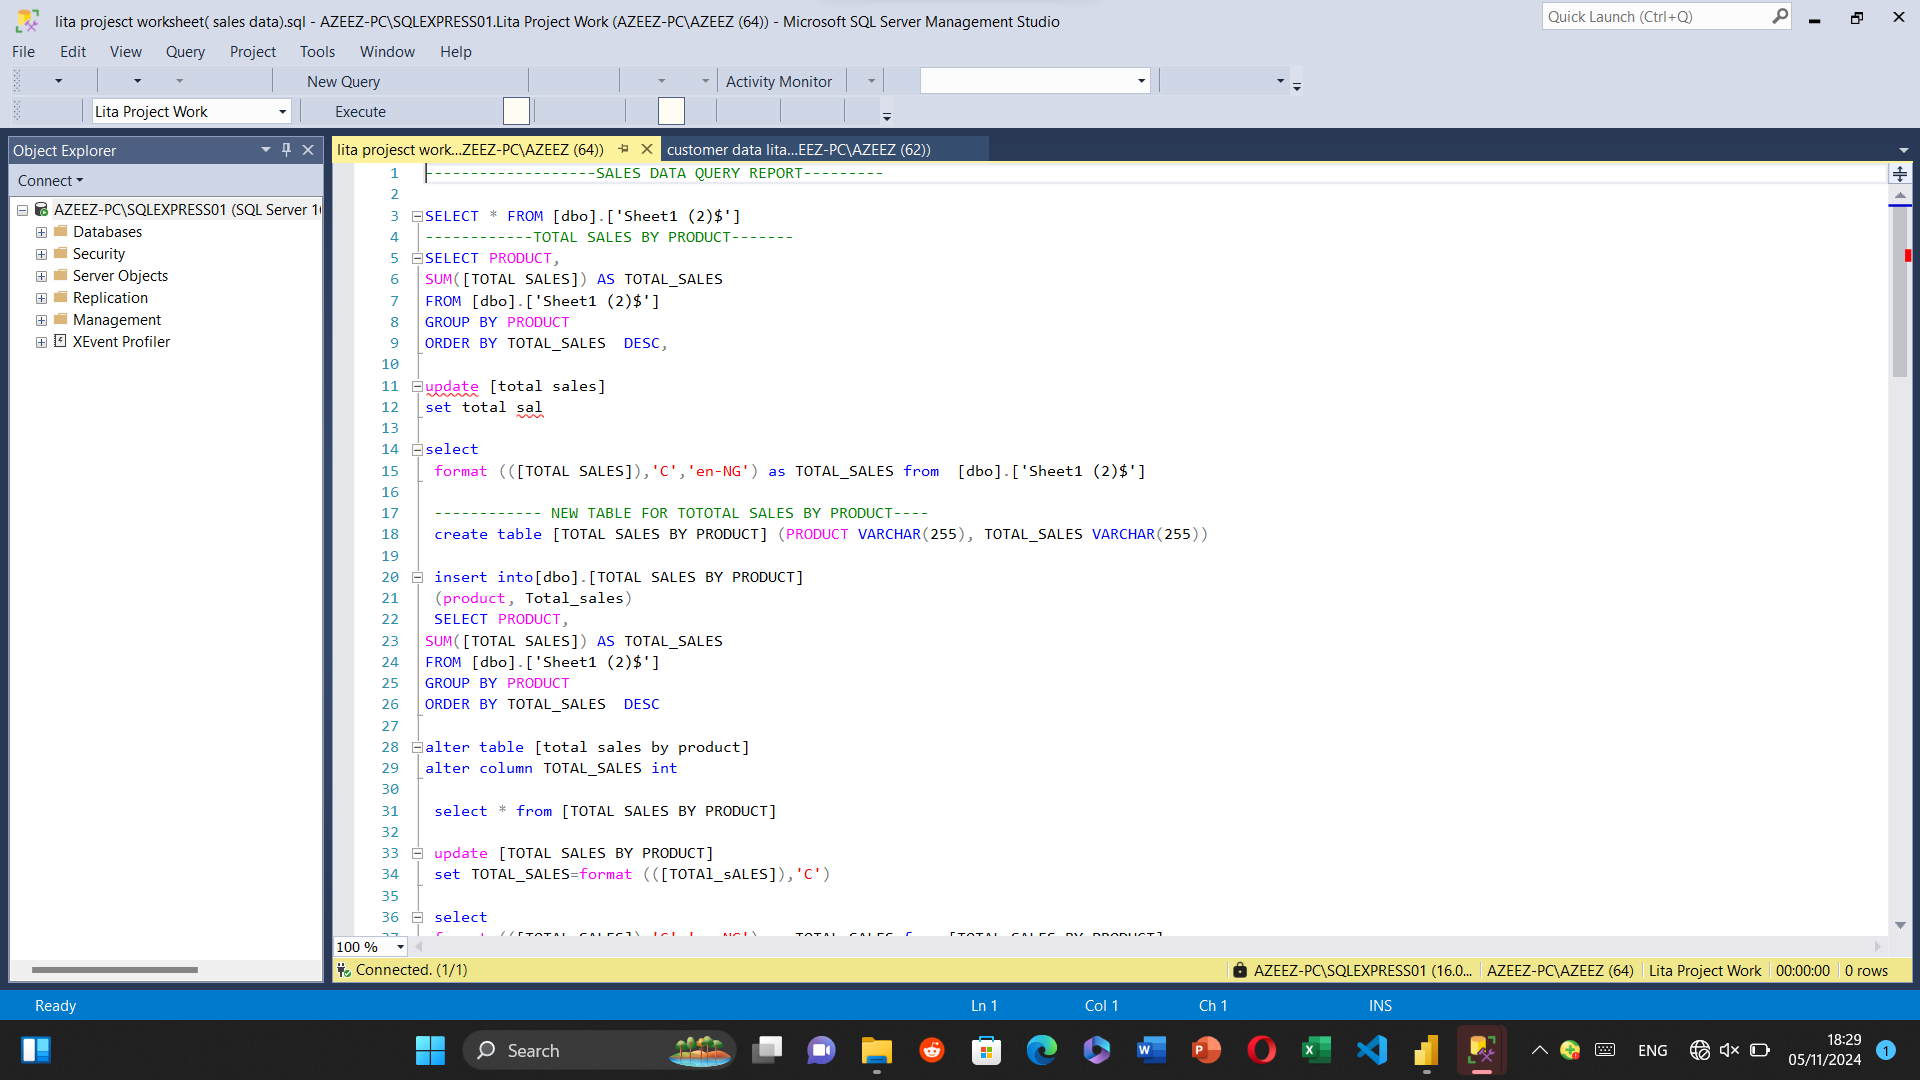 lita projesct worksheet( sales data).sql - AZEEZ-PC\SQLEXPRESS01.Lita Project Work (AZEEZ-PC\AZEEZ (64)) - Microsoft SQL Server Management Studio
Quick Launch (Ctrl+Q)
File Edit View Query Project Tools Window Help
New Query Activity Monitor
Lita Project Work Execute
Object Explorer
Connect
AZEEZ-PC\SQLEXPRESS01 (SQL Server 1
Databases
Security
Server Objects
Replication
Management
XEvent Profiler
lita projesct work...ZEEZ-PC\AZEEZ (64)) customer data lita...EEZ-PC\AZEEZ (62))
1 -------------------SALES DATA QUERY REPORT---------
2
3 SELECT * FROM [dbo].['Sheet1 (2)$']
4 ------------TOTAL SALES BY PRODUCT-------
5 SELECT PRODUCT,
6 SUM([TOTAL SALES]) AS TOTAL_SALES
7 FROM [dbo].['Sheet1 (2)$']
8 GROUP BY PRODUCT
9 ORDER BY TOTAL_SALES  DESC,
10
11 update [total sales]
12 set total sal
13
14 select
15 format (([TOTAL SALES]),'C','en-NG') as TOTAL_SALES from  [dbo].['Sheet1 (2)$']
16
17 ------------ NEW TABLE FOR TOTOTAL SALES BY PRODUCT----
18 create table [TOTAL SALES BY PRODUCT] (PRODUCT VARCHAR(255), TOTAL_SALES VARCHAR(255))
19
20 insert into[dbo].[TOTAL SALES BY PRODUCT]
21 (product, Total_sales)
22 SELECT PRODUCT,
23 SUM([TOTAL SALES]) AS TOTAL_SALES
24 FROM [dbo].['Sheet1 (2)$']
25 GROUP BY PRODUCT
26 ORDER BY TOTAL_SALES  DESC
27
28 alter table [total sales by product]
29 alter column TOTAL_SALES int
30
31 select * from [TOTAL SALES BY PRODUCT]
32
33 update [TOTAL SALES BY PRODUCT]
34 set TOTAL_SALES=format (([TOTAl_sALES]),'C')
35
36 select
100 %
Connected. (1/1) AZEEZ-PC\SQLEXPRESS01 (16.0... AZEEZ-PC\AZEEZ (64) Lita Project Work 00:00:00 0 rows
Ready Ln 1 Col 1 Ch 1 INS
Search ENG 18:29
05/11/2024 1